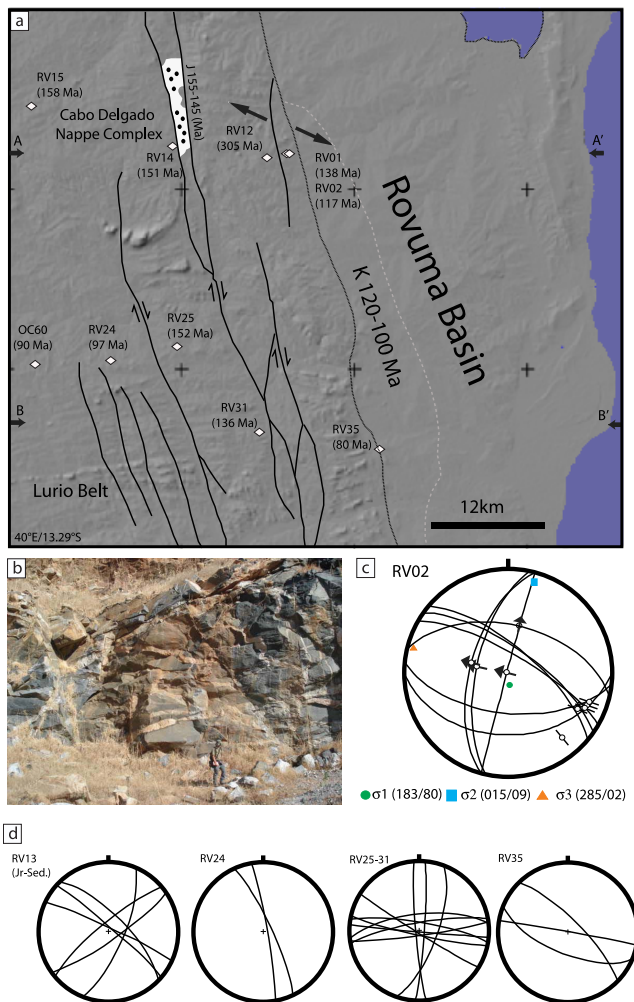 a
RV15
(158 Ma)
Cabo Delgado
Nappe Complex
J 155-145 (Ma)
RV14
(151 Ma)
RV12
(305 Ma)
RV01
(138 Ma)
RV02
(117 Ma)
A
A'
Rovuma Basin
K 120-100 Ma
OC60
(90 Ma)
RV24
(97 Ma)
RV25
(152 Ma)
RV31
(136 Ma)
RV35
(80 Ma)
B
B'
Lurio Belt
12km
40°E/13.29°S
b
c
RV02
σ1 (183/80) σ2 (015/09) σ3 (285/02)
d
RV13
(Jr-Sed.)
RV24
RV25-31
RV35